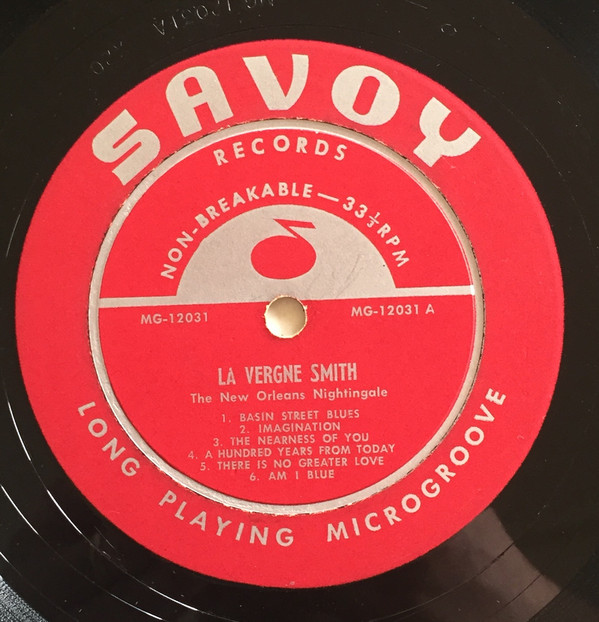 SAVOY
RECORDS
NON-BREAKABLE—33⅓RPM
MG-12031
MG-12031 A
LA VERGNE SMITH
The New Orleans Nightingale
1. BASIN STREET BLUES
2. IMAGINATION
3. THE NEARNESS OF YOU
4. A HUNDRED YEARS FROM TODAY
5. THERE IS NO GREATER LOVE
6. AM I BLUE
LONG PLAYING MICROGROOVE